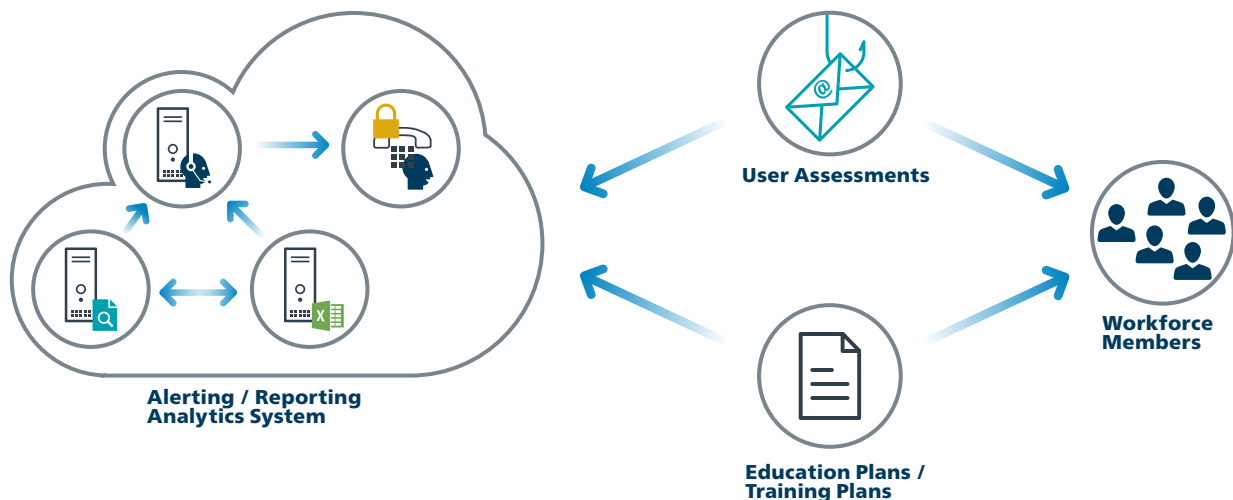 @
User Assessments
X
Workforce
Members
Alerting / Reporting
Analytics System
Education Plans /
Training Plans